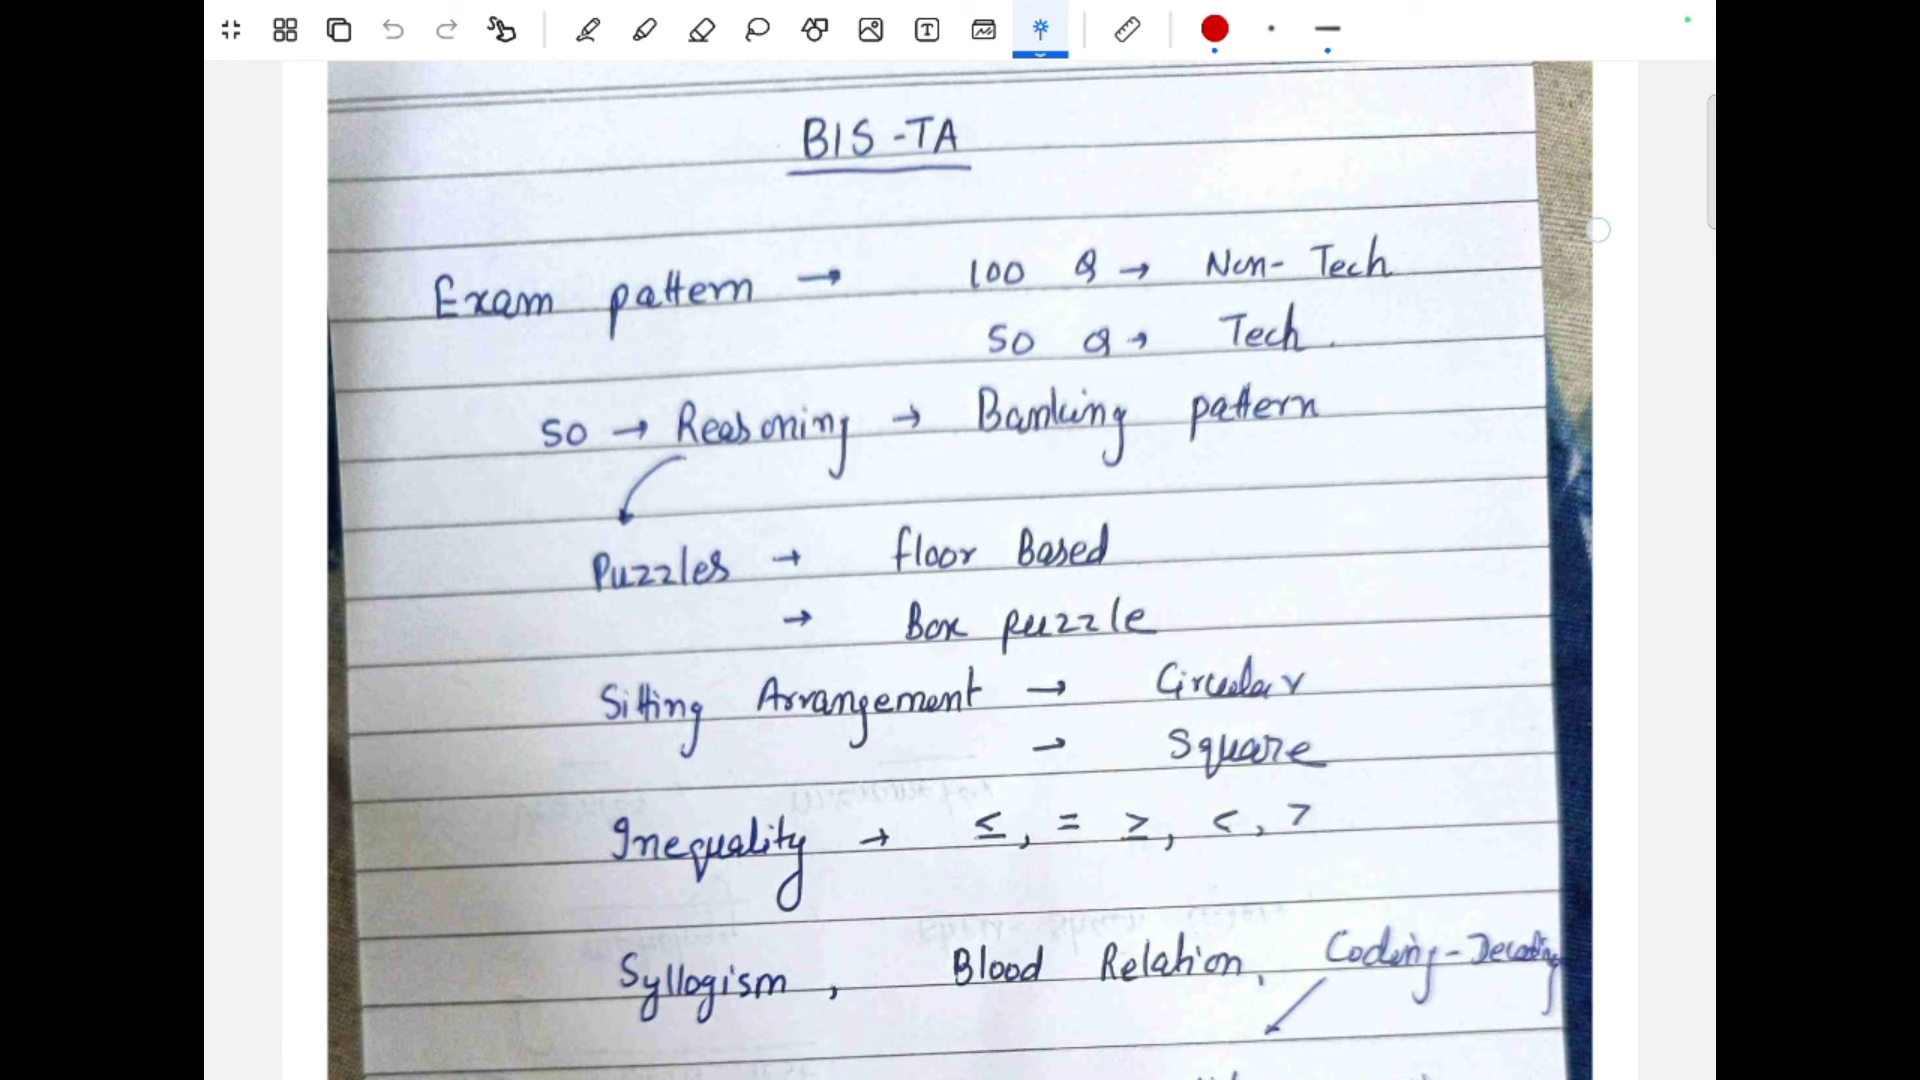 BIS-TA
Exam pattern → 100 Q → Non-Tech
50 Q → Tech.
50 → Reasoning → Banking pattern
Puzzles → floor Based
→ Box puzzle
Sitting Arrangement → Circular
→ Square
Inequality → ≤, = ≥, <, >
Syllogism, Blood Relation, Coding-Decoding